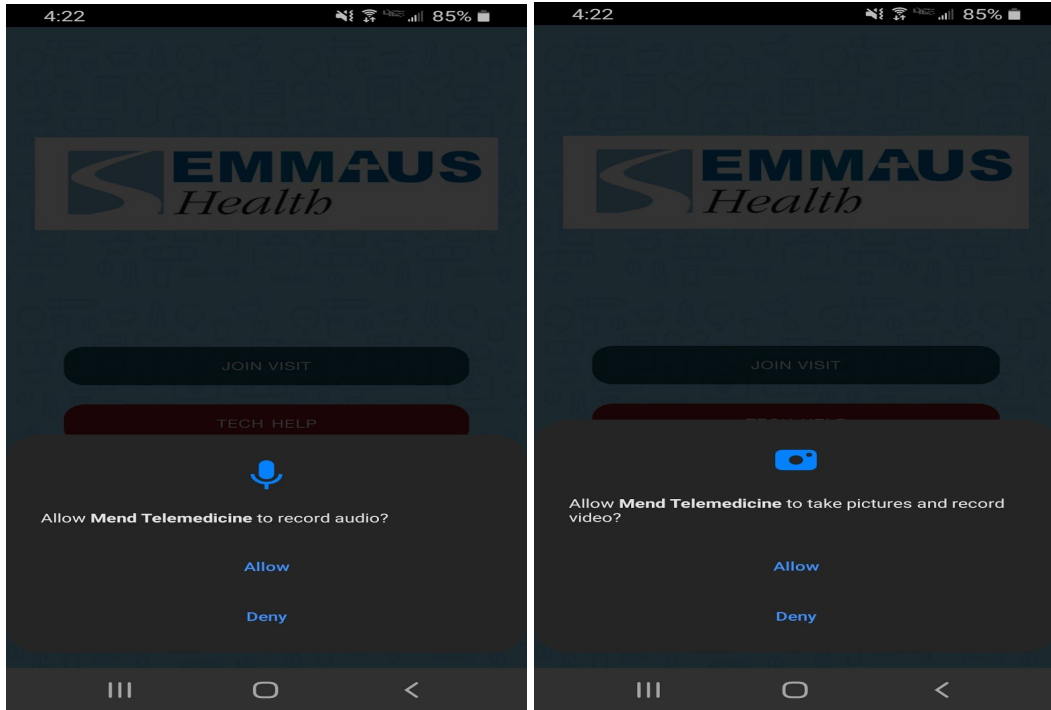 4:22
85%
EMMAUS
Health
JOIN VISIT
TECH HELP
Allow Mend Telemedicine to record audio?
Allow
Deny
4:22
85%
EMMAUS
Health
JOIN VISIT
Allow Mend Telemedicine to take pictures and record
video?
Allow
Deny